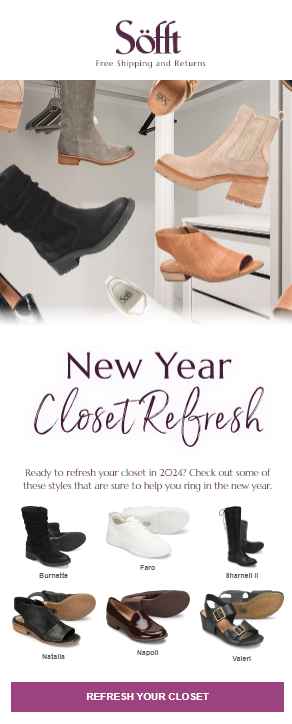 Söfft
Free Shipping and Returns
Söfft
New Year
Closet Refresh
Ready to refresh your closet in 2024? Check out some of
these styles that are sure to help you ring in the new year.
Burnette
Faro
Sharnell II
Natalia
Napoli
Valeri
REFRESH YOUR CLOSET